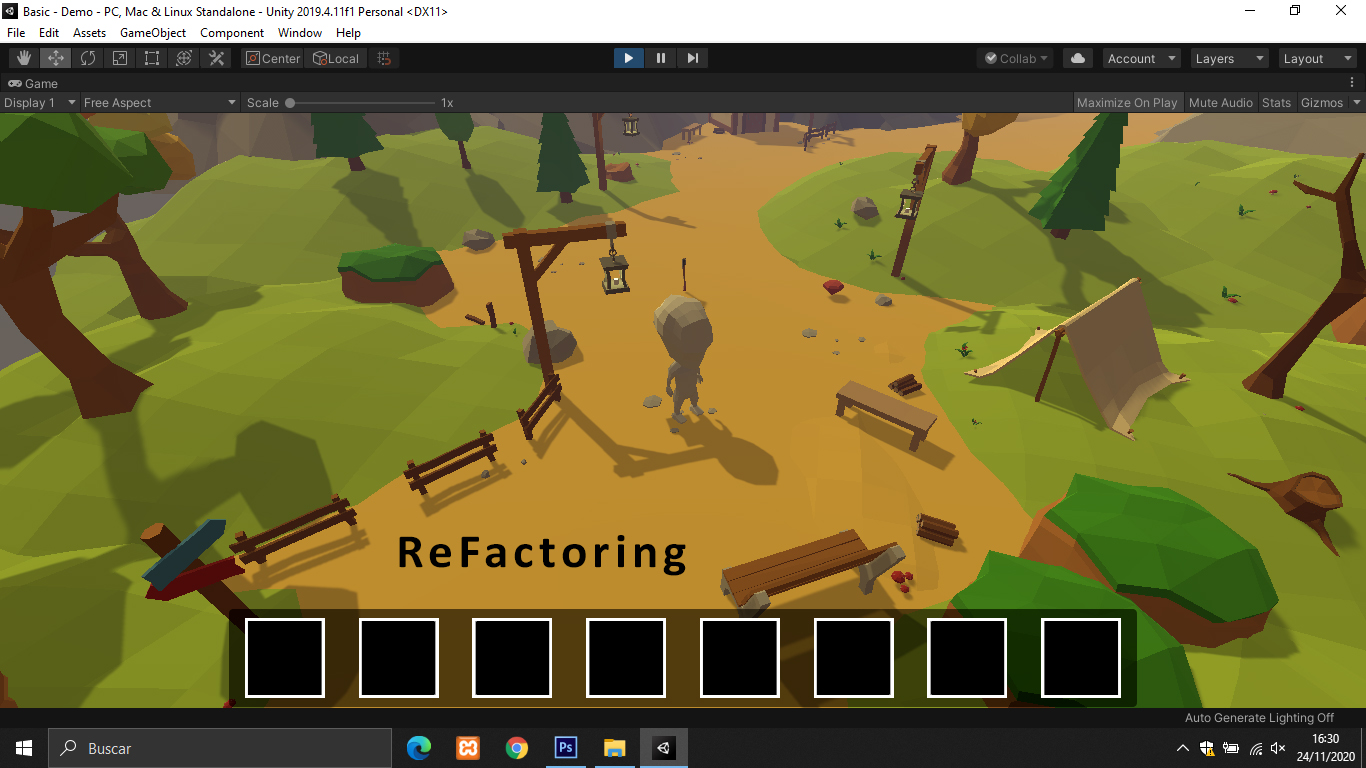 Basic - Demo - PC, Mac & Linux Standalone - Unity 2019.4.11f1 Personal <DX11>
File Edit Assets GameObject Component Window Help
Center Local Collab Account Layers Layout
Game
Display 1 Free Aspect Scale 1x Maximize On Play Mute Audio Stats Gizmos
ReFactoring
Auto Generate Lighting Off
Buscar Ps 16:30
24/11/2020